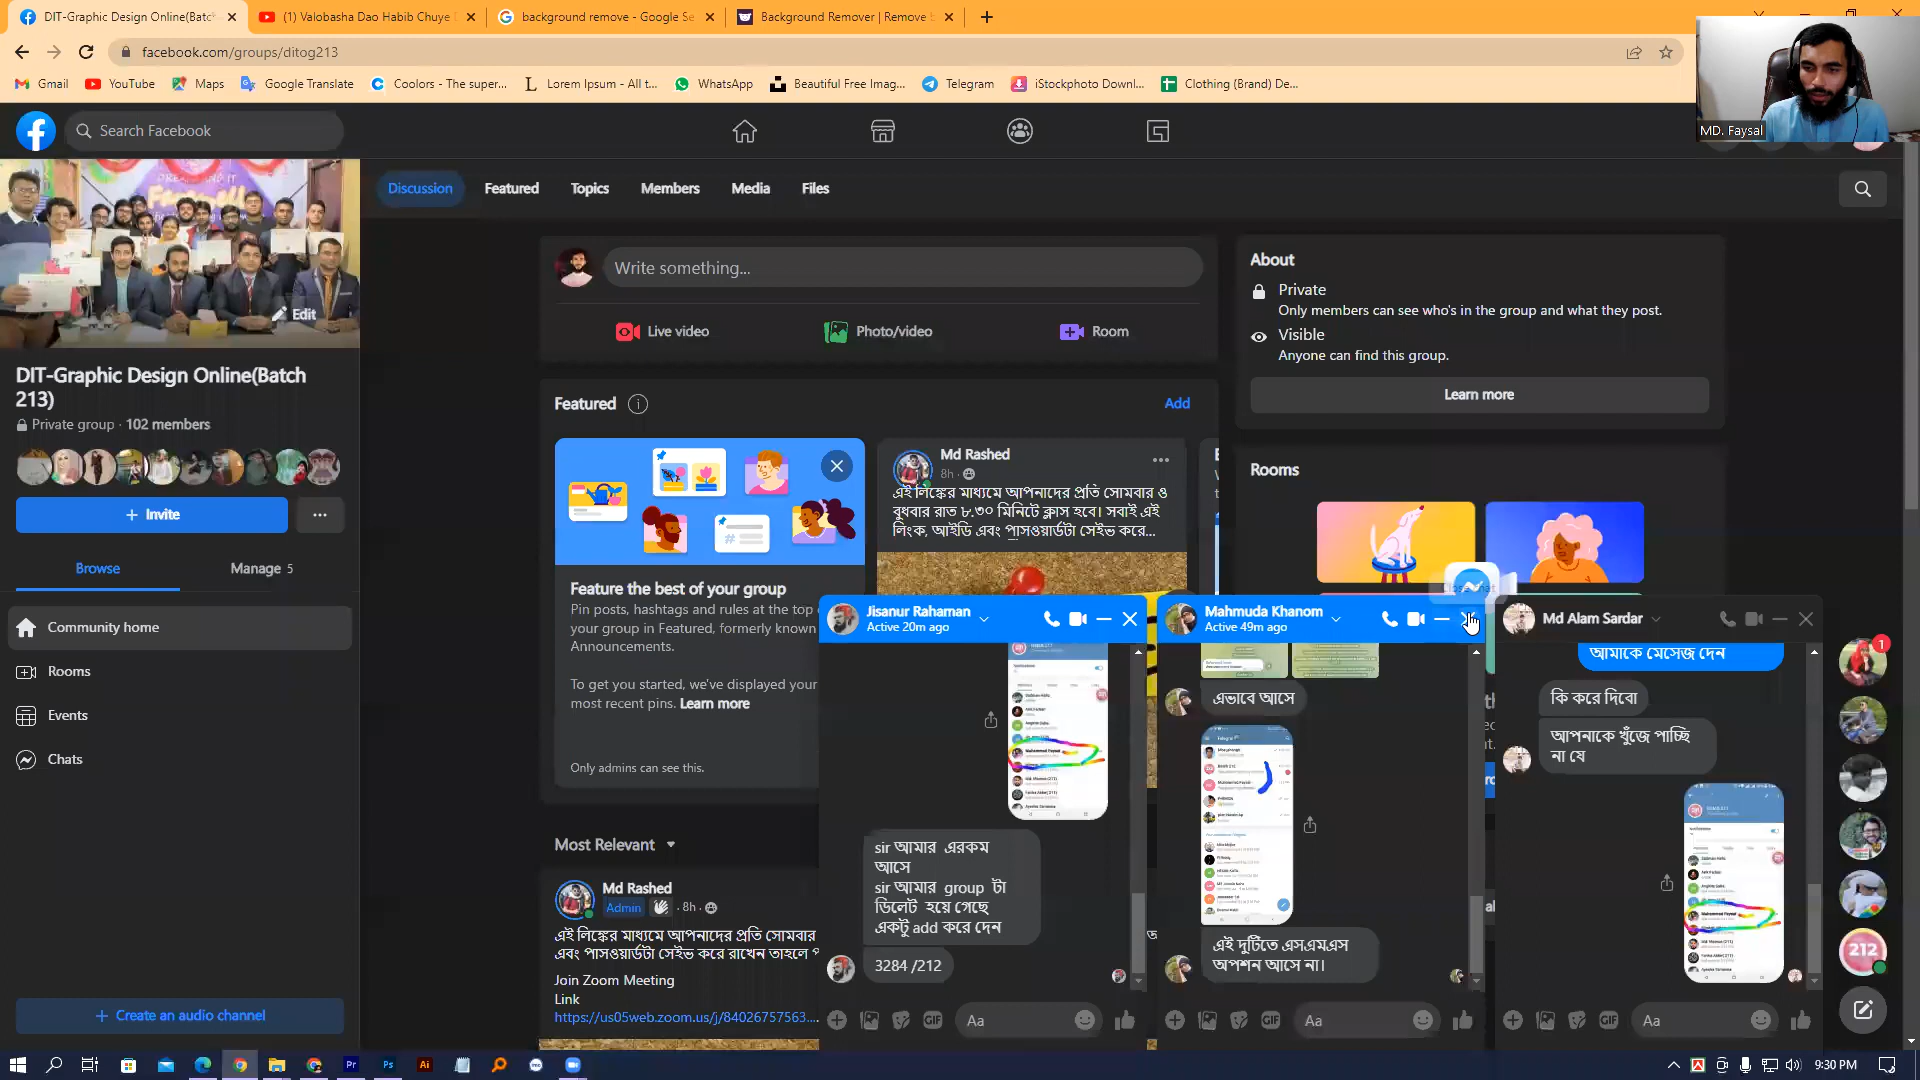 DIT-Graphic Design Online(Batch
(1) Valobasha Dao Habib Chuye
background remove - Google Se
Background Remover | Remove b
facebook.com/groups/ditog213
Gmail
YouTube
Maps
Google Translate
Coolors - The super...
Lorem Ipsum - All t...
WhatsApp
Beautiful Free Imag...
Telegram
iStockphoto Downl...
Clothing (Brand) De...
MD. Faysal
Search Facebook
Discussion
Featured
Topics
Members
Media
Files
Edit
DIT-Graphic Design Online(Batch
213)
Private group · 102 members
+ Invite
Browse
Manage 5
Community home
Rooms
Events
Chats
+ Create an audio channel
Write something...
Live video
Photo/video
Room
Featured
Add
Feature the best of your group
Pin posts, hashtags and rules at the top
your group in Featured, formerly known
Announcements.
To get you started, we've displayed your
most recent pins. Learn more
Only admins can see this.
Md Rashed
8h
এই লিঙ্কের মাধ্যমে আপনাদের প্রতি সোমবার ও
বুধবার রাত ৮.৩০ মিনিটে ক্লাস হবে। সবাই এই
লিংক, আইডি এবং পাসওয়ার্ডটা সেইভ করে...
About
Private
Only members can see who's in the group and what they post.
Visible
Anyone can find this group.
Learn more
Rooms
Most Relevant
Md Rashed
Admin
8h
এই লিঙ্কের মাধ্যমে আপনাদের প্রতি সোমবার
এবং পাসওয়ার্ডটা সেইভ করে রাখেন তাহলে প
Join Zoom Meeting
Link
https://us05web.zoom.us/j/84026757563...
Jisanur Rahaman
Active 20m ago
sir আমার এরকম
আসে
sir আমার group টা
ডিলেট হয়ে গেছে
একটু add করে দেন
3284 /212
Aa
Mahmuda Khanom
Active 49m ago
এভাবে আসে
এই দুটিতে এসএমএস
অপশন আসে না।
Aa
Md Alam Sardar
আমাকে মেসেজ দেন
কি করে দিবো
আপনাকে খুঁজে পাচ্ছি
না যে
Aa
1
212
9:30 PM